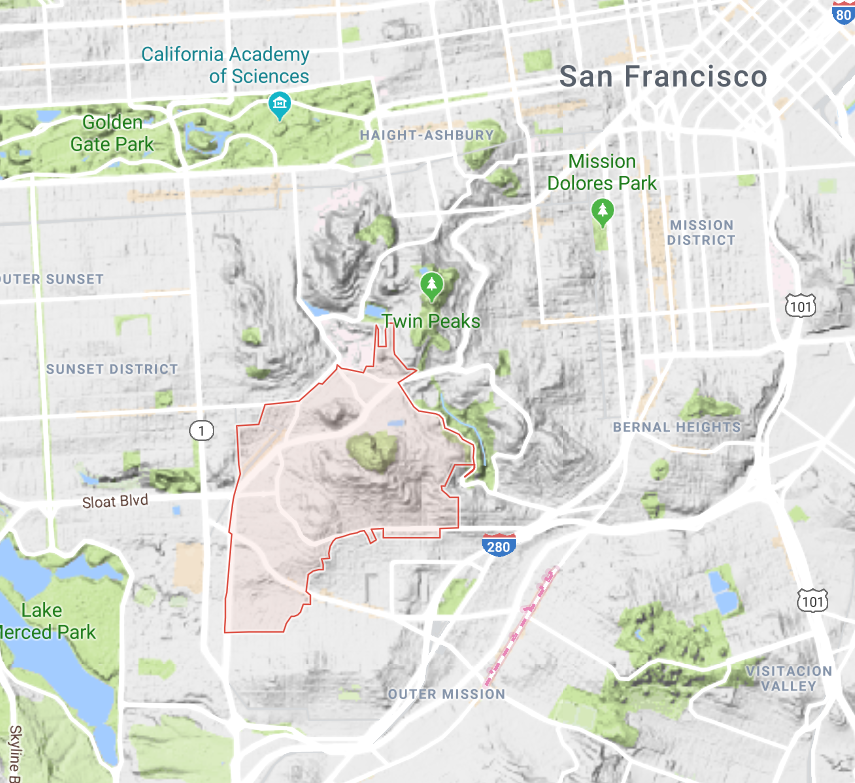 80
California Academy
of Sciences
San Francisco
Golden
Gate Park
HAIGHT-ASHBURY
Mission
Dolores Park
MISSION
DISTRICT
OUTER SUNSET
101
Twin Peaks
SUNSET DISTRICT
1
BERNAL HEIGHTS
Sloat Blvd
280
101
Lake
Merced Park
VISITACION
VALLEY
OUTER MISSION
Skyline B